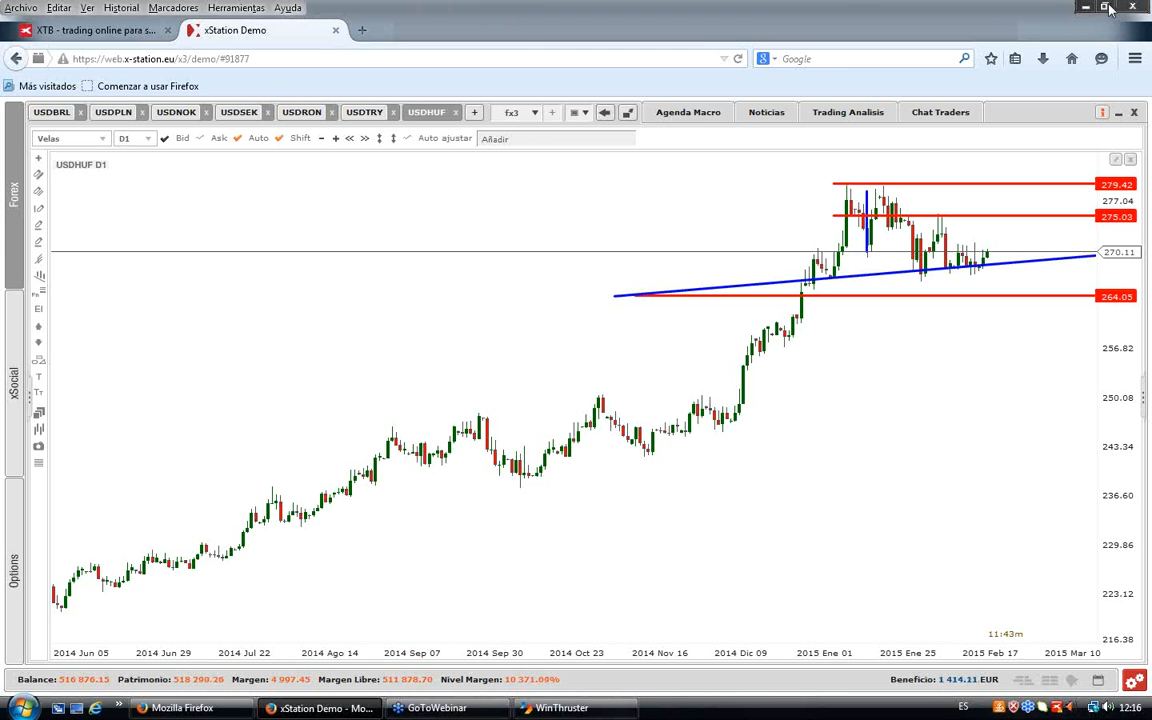 Archivo Editar Ver Historial Marcadores Herramientas Ayuda
XTB - trading online para s... x xStation Demo x +
https://web.x-station.eu/x3/demo/#91877 Google
Más visitados Comenzar a usar Firefox
USDBRL x USDPLN x USDNOK x USDSEK x USDRON x USDTRY x USDHUF x + fx3 Agenda Macro Noticias Trading Analisis Chat Traders
Velas D1 Bid Ask Auto Shift Auto ajustar Añadir
USDHUF D1
Forex
xSocial
Options
EI
T
TT
279.42
277.04
275.03
270.11
264.05
256.82
250.08
243.34
236.60
229.86
223.12
216.38
11:43m
2014 Jun 05 2014 Jun 29 2014 Jul 22 2014 Ago 14 2014 Sep 07 2014 Sep 30 2014 Oct 23 2014 Nov 16 2014 Dic 09 2015 Ene 01 2015 Ene 25 2015 Feb 17 2015 Mar 10
Balance: 516 876.15 Patrimonio: 518 290.26 Margen: 4 997.45 Margen Libre: 511 878.70 Nivel Margen: 10 371.09% Beneficio: 1 414.11 EUR
Mozilla Firefox xStation Demo - Mo... GoToWebinar WinThruster ES 12:16